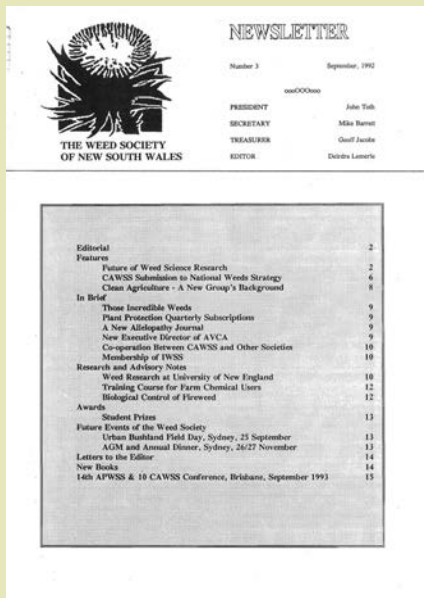 NEWSLETTER
Number 3 September, 1992
oooOOOooo
PRESIDENT John Toth
SECRETARY Mike Barrett
TREASURER Geoff Jacobs
EDITOR Deirdre Lemerle
THE WEED SOCIETY
OF NEW SOUTH WALES
Editorial 2
Features
Future of Weed Science Research 2
CAWSS Submission to National Weeds Strategy 6
Clean Agriculture - A New Group's Background 8
In Brief
Those Incredible Weeds 9
Plant Protection Quarterly Subscriptions 9
A New Allelopathy Journal 9
New Executive Director of AVCA 9
Co-operation Between CAWSS and Other Societies 10
Membership of IWSS 10
Research and Advisory Notes
Weed Research at University of New England 10
Training Course for Farm Chemical Users 12
Biological Control of Fireweed 12
Awards
Student Prizes 13
Future Events of the Weed Society
Urban Bushland Field Day, Sydney, 25 September 13
AGM and Annual Dinner, Sydney, 26/27 November 13
Letters to the Editor 14
New Books 14
14th APWSS & 10 CAWSS Conference, Brisbane, September 1993 15